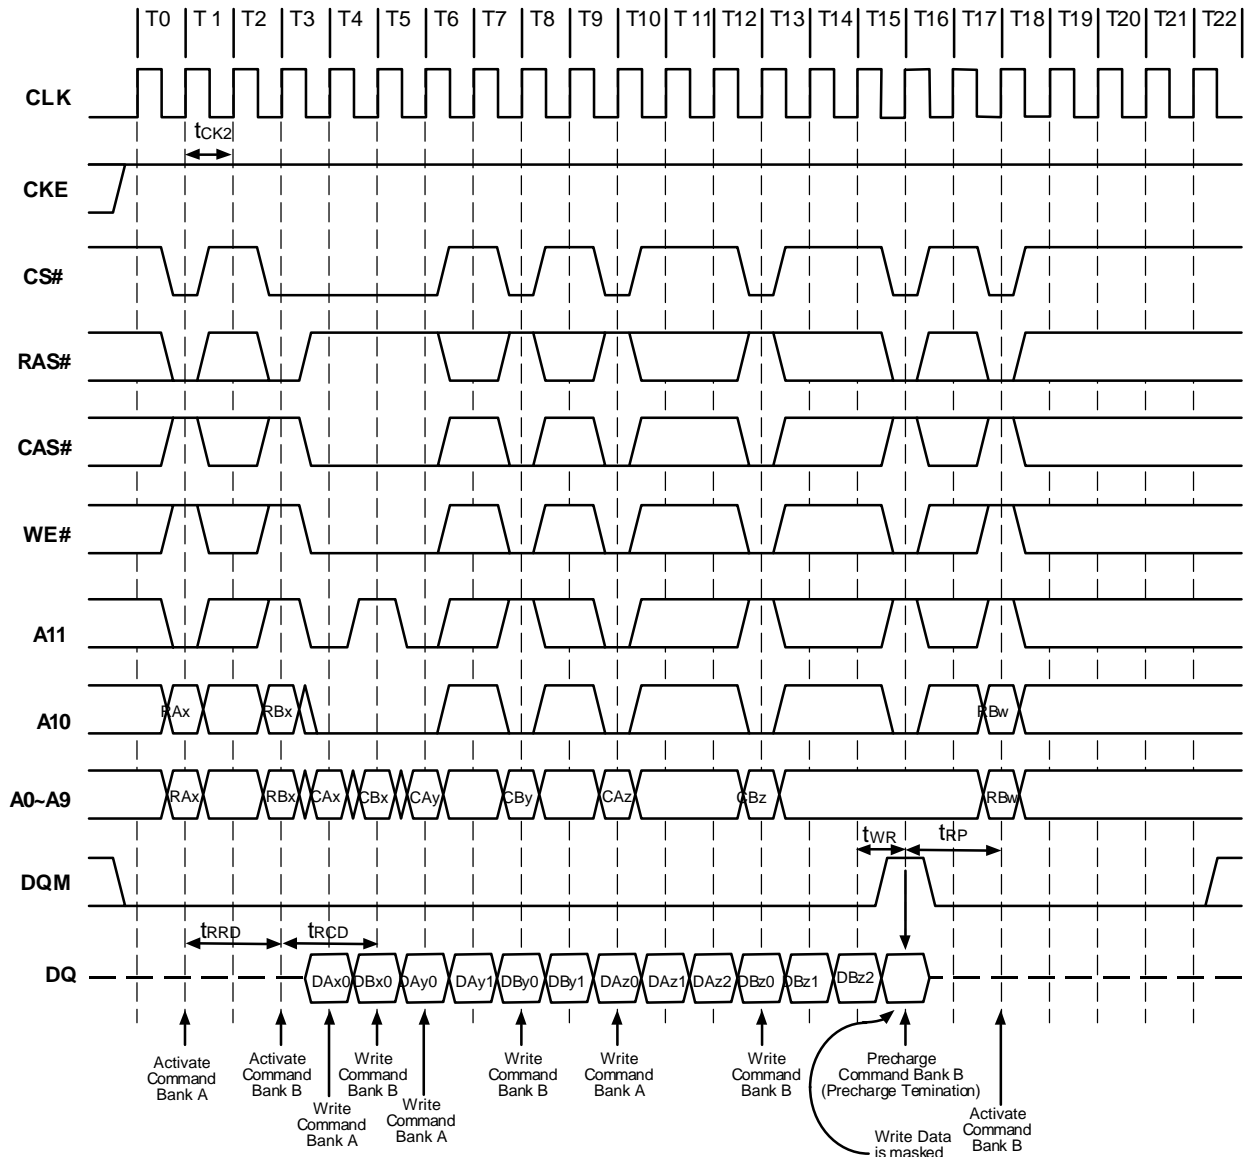 T0 T 1 T2 T3 T4 T5 T6 T7 T8 T9 T10 T 11 T12 T13 T14 T15 T16 T17 T18 T19 T20 T21 T22
CLK
tCK2
CKE
CS#
RAS#
CAS#
WE#
A11
A10 RAx RBx RBw
A0~A9 RAx RBx CAx CBx CAy CBy CAz CBz RBw
tWR tRP
DQM
tRRD tRCD
DQ DAx0 DBx0 DAy0 DAy1 DBy0 DBy1 DAz0 DAz1 DAz2 DBz0 DBz1 DBz2
Activate
Command
Bank A
Activate
Command
Bank B
Write
Command
Bank A
Write
Command
Bank B
Write
Command
Bank A
Write
Command
Bank B
Write
Command
Bank A
Write
Command
Bank B
Precharge
Command Bank B
(Precharge Temination)
Write Data
is masked
Activate
Command
Bank B